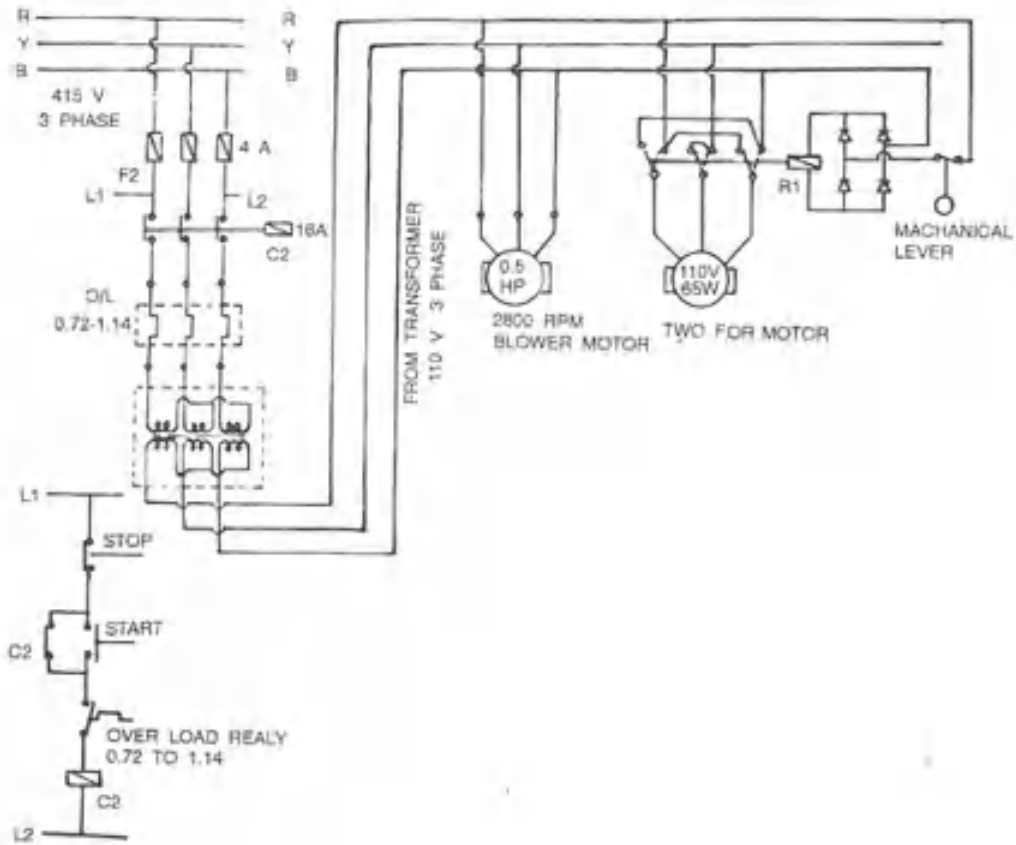 R R R
Y Y Y
B B B
415 V
3 PHASE
4 A
F2
L1 L2
16A
C2
O/L
0.72-1.14
FROM TRANSFORMER
110 V 3 PHASE
0.5
HP
2800 RPM
BLOWER MOTOR
110V
65W
TWO FOR MOTOR
R1
MACHANICAL
LEVER
L1
STOP
START
C2
OVER LOAD REALY
0.72 TO 1.14
C2
L2